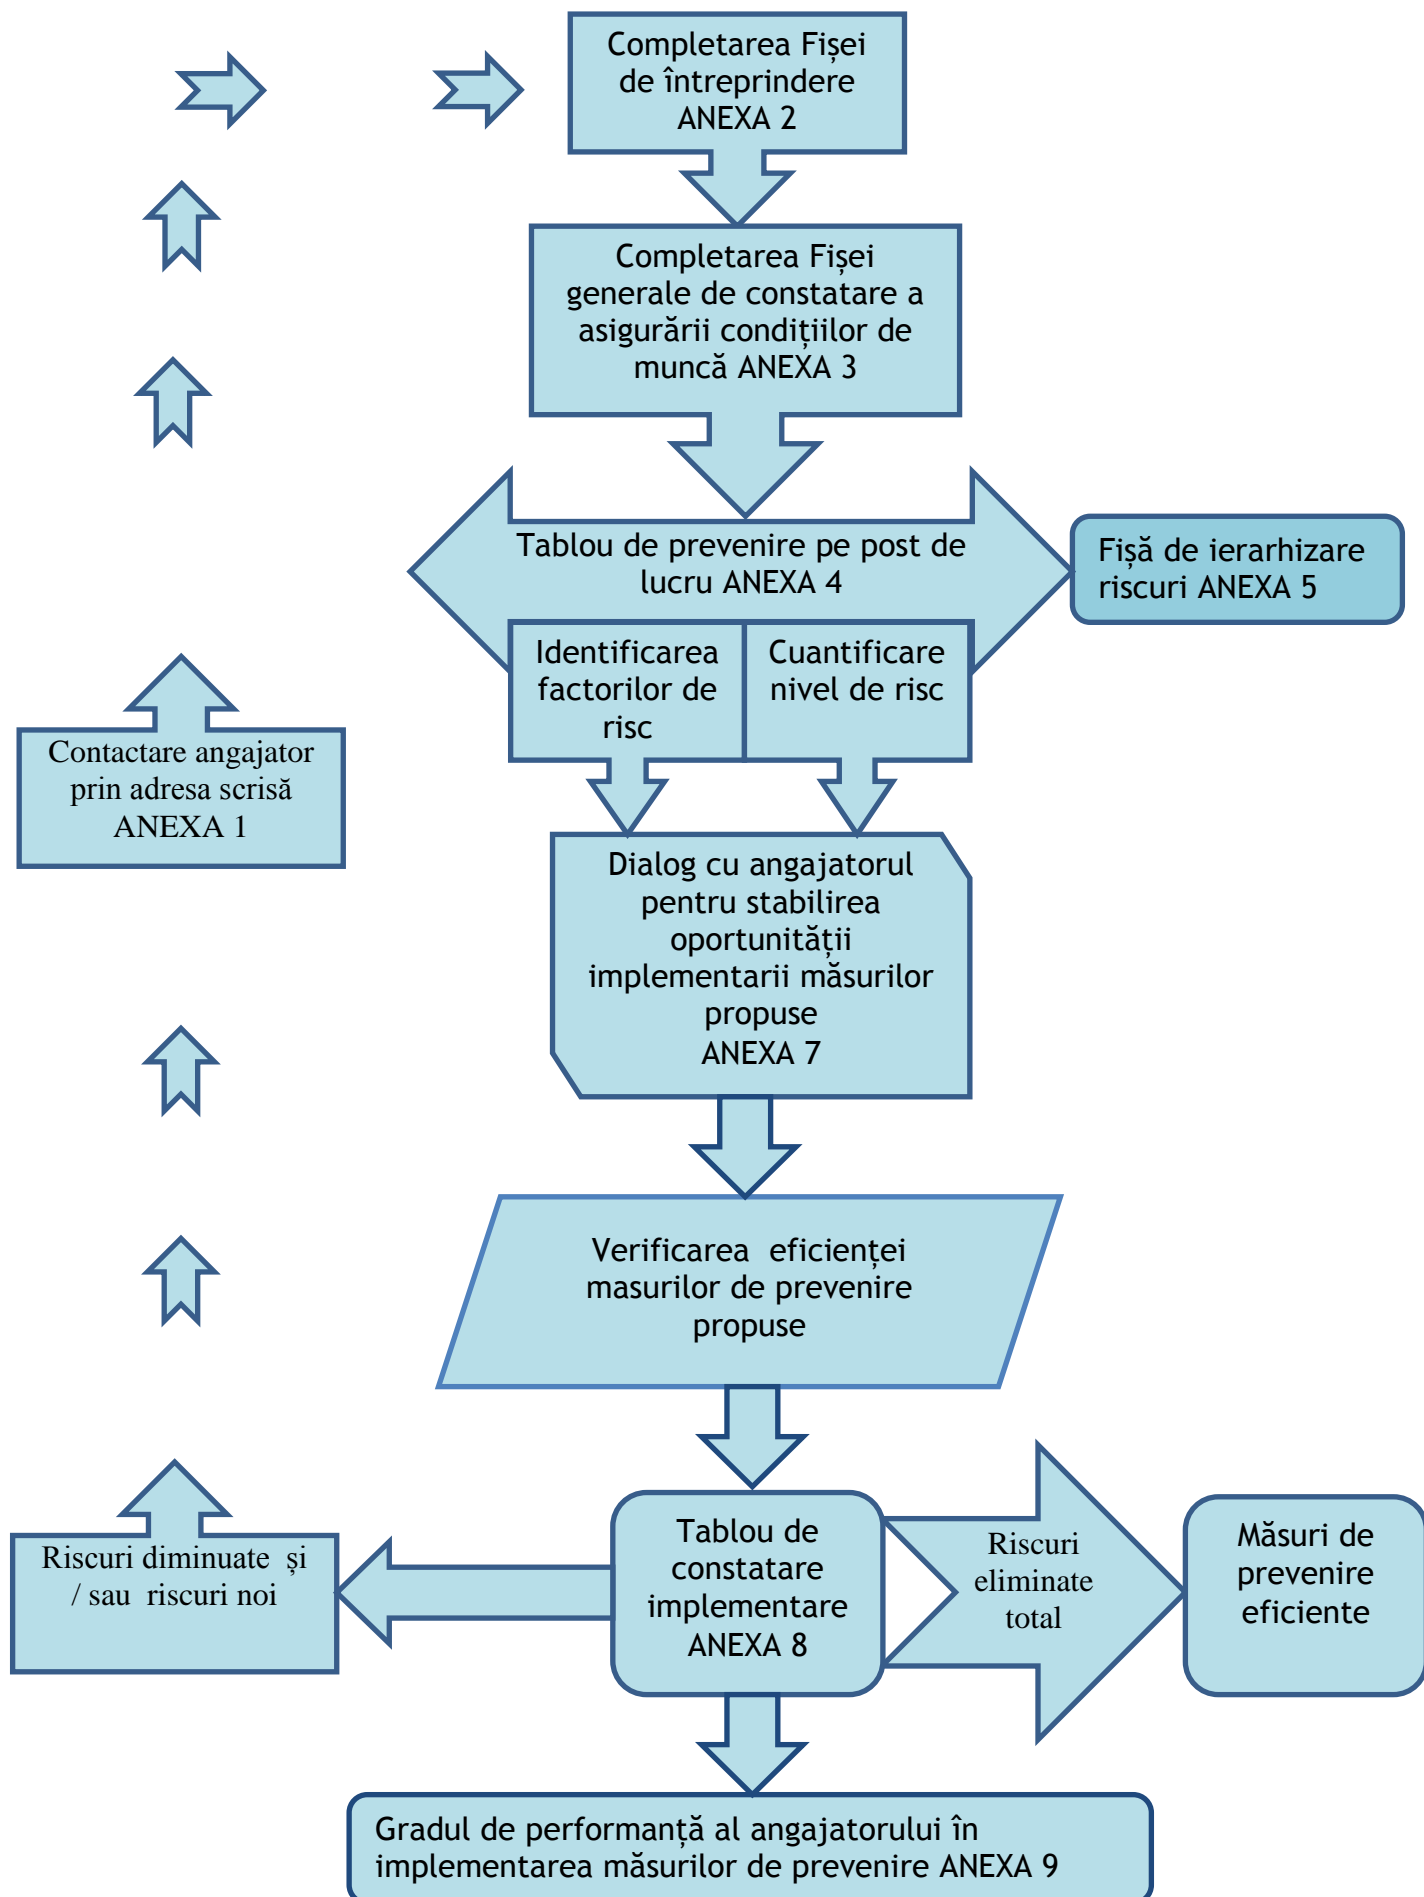 Completarea Fișei
de întreprindere
ANEXA 2
Completarea Fișei
generale de constatare a
asigurării condițiilor de
muncă ANEXA 3
Tablou de prevenire pe post de
lucru ANEXA 4
Fișă de ierarhizare
riscuri ANEXA 5
Identificarea
factorilor de
risc
Cuantificare
nivel de risc
Contactare angajator
prin adresa scrisă
ANEXA 1
Dialog cu angajatorul
pentru stabilirea
oportunității
implementarii măsurilor
propuse
ANEXA 7
Verificarea  eficienței
masurilor de prevenire
propuse
Riscuri diminuate  și
/ sau  riscuri noi
Tablou de
constatare
implementare
ANEXA 8
Riscuri
eliminate
total
Măsuri de
prevenire
eficiente
Gradul de performanță al angajatorului în
implementarea măsurilor de prevenire ANEXA 9